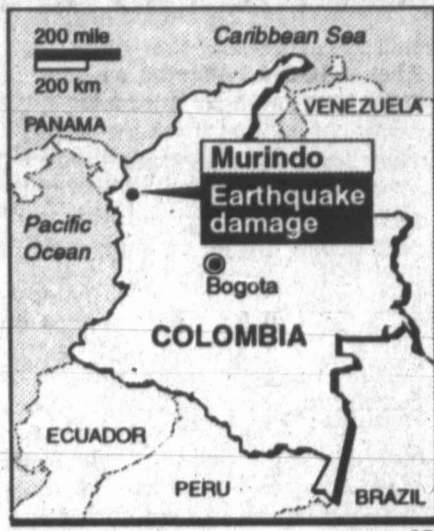 200 mile
200 km
Caribbean Sea
VENEZUELA
PANAMA
Murindo
Earthquake
damage
Pacific
Ocean
Bogota
COLOMBIA
ECUADOR
PERU
BRAZIL